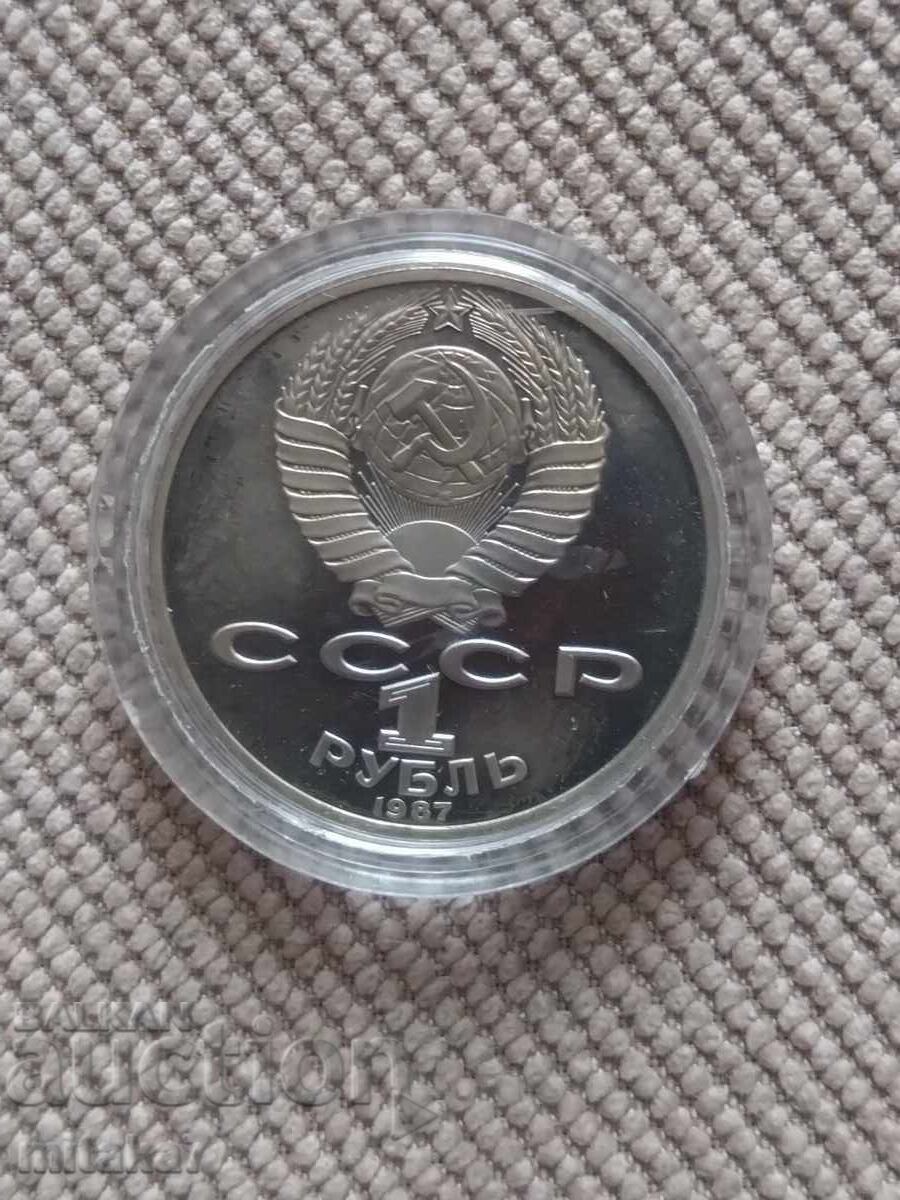 СССР
1
РУБЛЬ
1987
BALKAN
auction
mitaka7